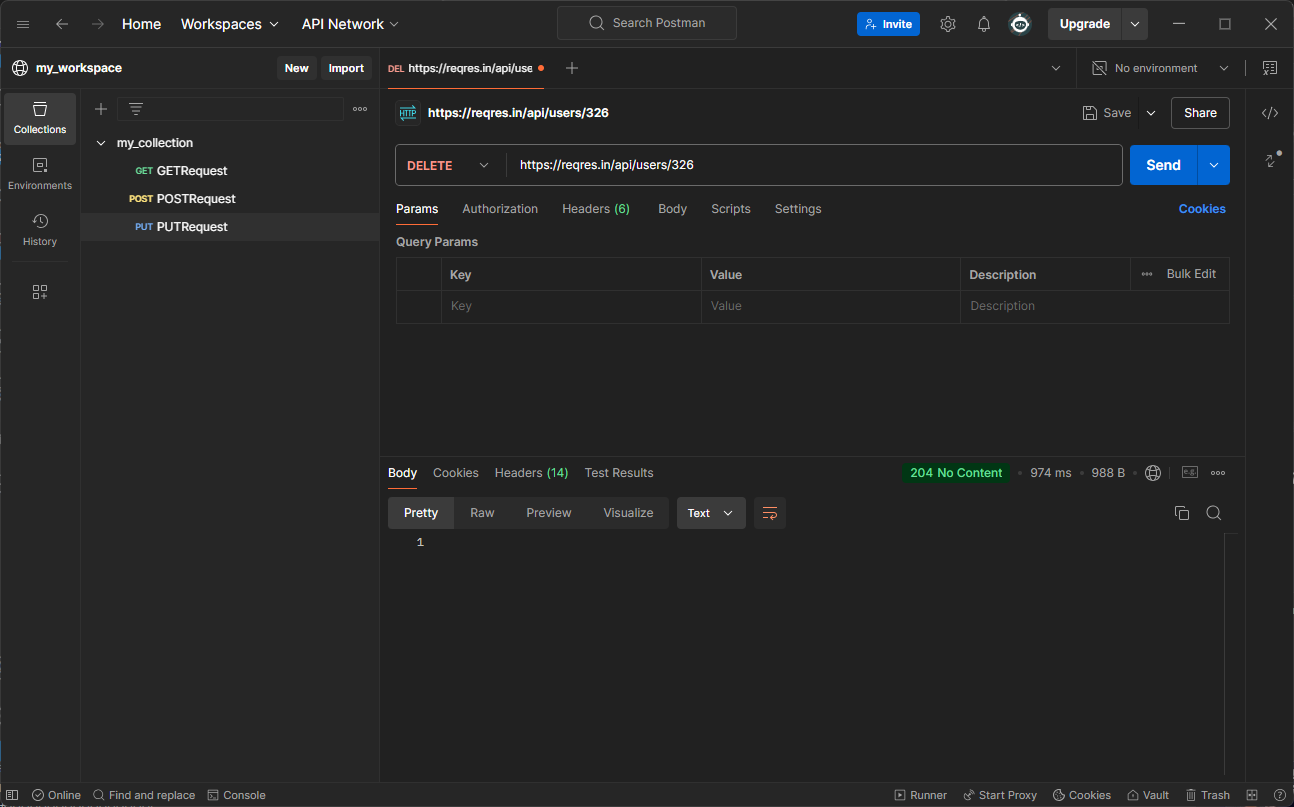 Home Workspaces API Network Search Postman Invite Upgrade
my_workspace New Import DEL https://reqres.in/api/use No environment
Collections
Environments
History
my_collection
GET GETRequest
POST POSTRequest
PUT PUTRequest
HTTP https://reqres.in/api/users/326 Save Share
DELETE https://reqres.in/api/users/326 Send
Params Authorization Headers (6) Body Scripts Settings Cookies
Query Params
Key Value Description Bulk Edit
Key Value Description
Body Cookies Headers (14) Test Results 204 No Content 974 ms 988 B e.g.
Pretty Raw Preview Visualize Text
1
Online Find and replace Console Runner Start Proxy Cookies Vault Trash